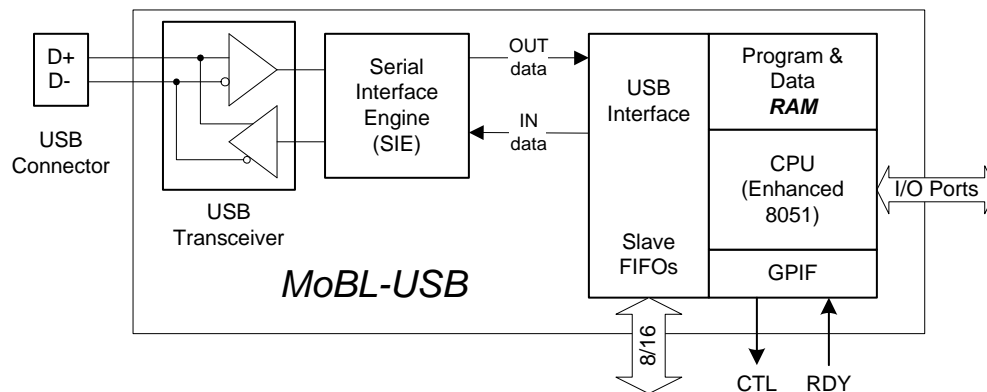 D+
D-
USB
Connector
USB
Transceiver
Serial
Interface
Engine
(SIE)
OUT
data
IN
data
USB
Interface
Slave
FIFOs
Program &
Data
RAM
CPU
(Enhanced
8051)
GPIF
I/O Ports
MoBL-USB
8/16
CTL
RDY